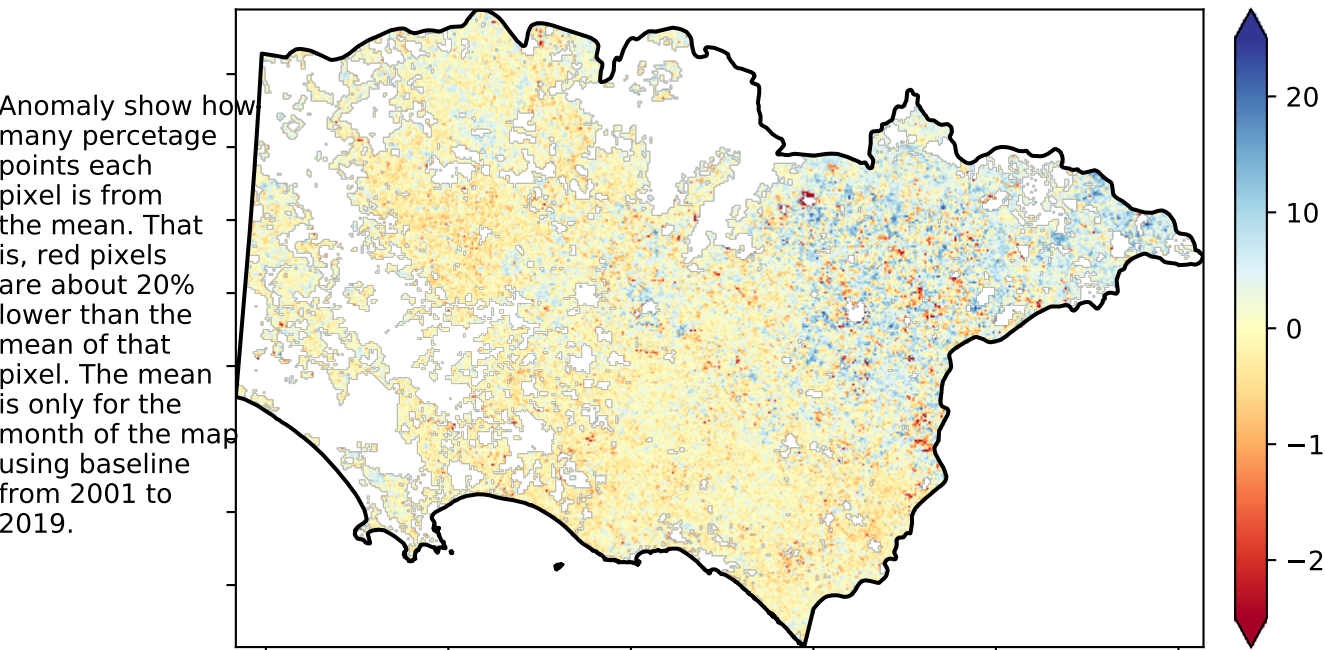 Anomaly show how
many percetage
points each
pixel is from
the mean. That
is, red pixels
are about 20%
lower than the
mean of that
pixel. The mean
is only for the
month of the map
using baseline
from 2001 to
2019.
20
10
0
−1
−2